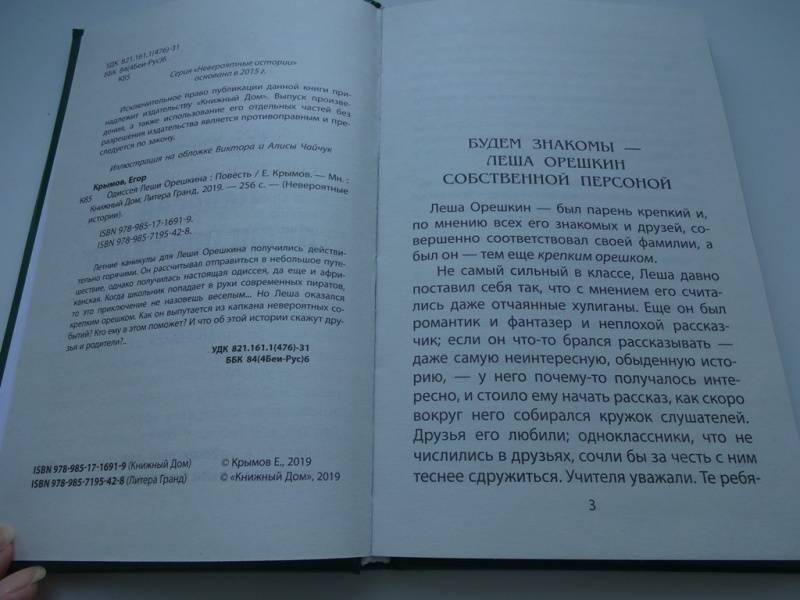 УДК 821.161.1(476)-31
ББК 84(4Беи-Рус)6
К85
Серия «Невероятные истории»
основана в 2015 г.
Исключительное право публикации данной книги при-
надлежит издательству «Книжный Дом». Выпуск произве-
дения, а также использование его отдельных частей без
разрешения издательства является противоправным и пре-
следуется по закону.
Иллюстрация на обложке Виктора и Алисы Чайчук
Крымов, Егор
К85 Одиссея Леши Орешкина : Повесть / Е. Крымов. — Мн. :
Книжный Дом; Литера Гранд, 2019. — 256 с. — (Невероятные
истории).
ISBN 978-985-17-1691-9.
ISBN 978-985-7195-42-8.
Летние каникулы для Леши Орешкина получились действи-
тельно горячими. Он рассчитывал отправиться в небольшое путе-
шествие, однако получилась настоящая одиссея, да еще и афри-
канская. Когда школьник попадает в руки современных пиратов,
то это приключение не назовешь веселым... Но Леша оказался
крепким орешком. Как он выпутается из капкана невероятных со-
бытий? Кто ему в этом поможет? И что об этой истории скажут дру-
зья и родители?..
УДК 821.161.1(476)-31
ББК 84(4Беи-Рус)6
ISBN 978-985-17-1691-9 (Книжный Дом)
ISBN 978-985-7195-42-8 (Литера Гранд)
© Крымов Е., 2019
© «Книжный Дом», 2019
БУДЕМ ЗНАКОМЫ —
ЛЕША ОРЕШКИН
СОБСТВЕННОЙ ПЕРСОНОЙ
Леша Орешкин — был парень крепкий и,
по мнению всех его знакомых и друзей, со-
вершенно соответствовал своей фамилии, а
был он — тем еще крепким орешком.
Не самый сильный в классе, Леша давно
поставил себя так, что с мнением его счита-
лись даже отчаянные хулиганы. Еще он был
романтик и фантазер и неплохой рассказ-
чик; если он что-то брался рассказывать —
даже самую неинтересную, обыденную исто-
рию, — у него почему-то получалось инте-
ресно, и стоило ему начать рассказ, как скоро
вокруг него собирался кружок слушателей.
Друзья его любили; одноклассники, что не
числились в друзьях, сочли бы за честь с ним
теснее сдружиться. Учителя уважали. Те ребя-
3